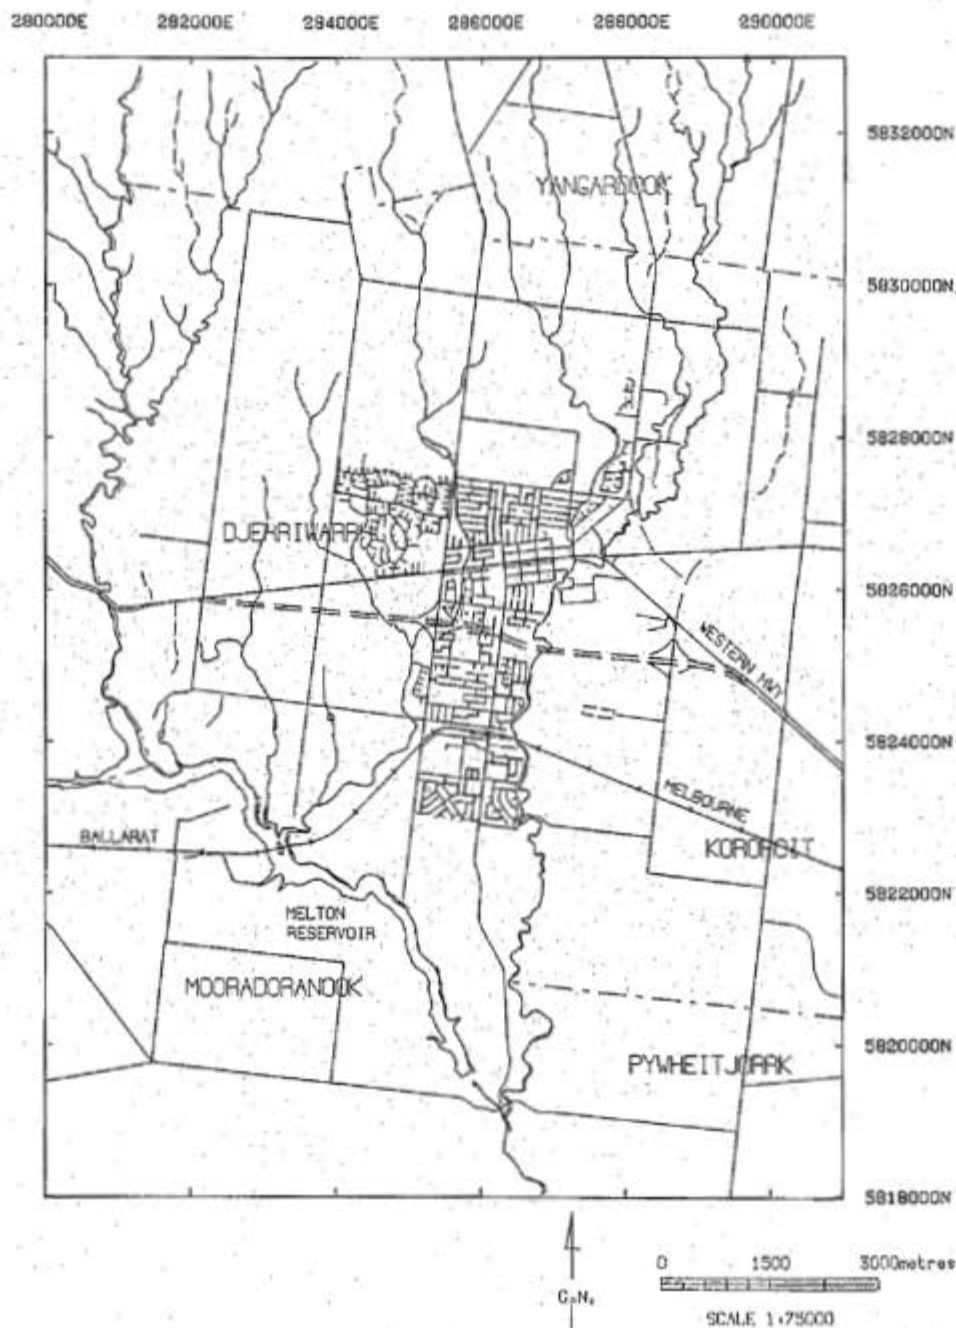 280000E 282000E 284000E 286000E 288000E 290000E
5832000N
YANGARDOOK
5830000N
5828000N
DJERRIWARRH
5826000N
WESTERN HWY
5824000N
MELBOURNE
BALLARAT
KOROROIT
5822000N
MELTON
RESERVOIR
MOORADORANOOK
5820000N
PYWHEITJORRK
5818000N
0 1500 3000metres
G.N.
SCALE 1:75000